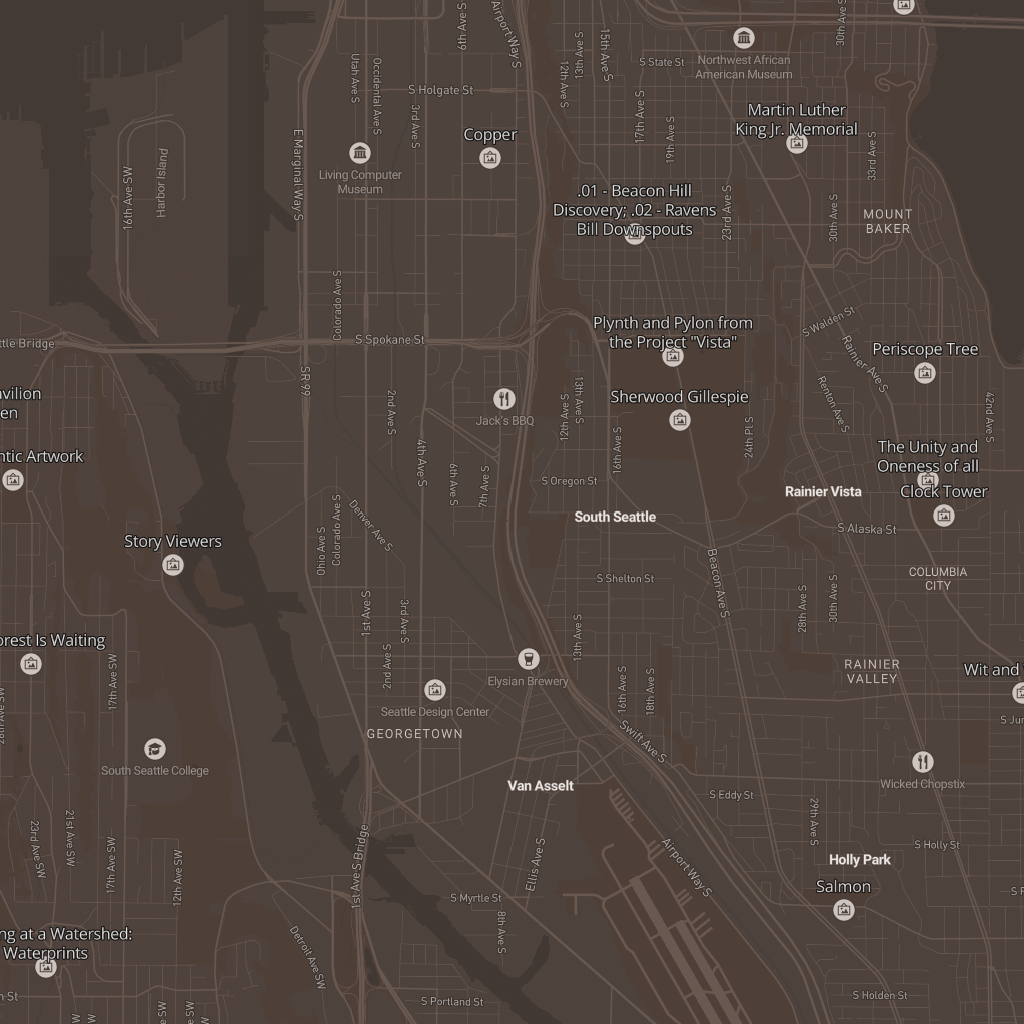 6th Ave S
Airport Way S
30th Ave S
12th Ave S
13th Ave S
15th Ave S
S State St
Northwest African
American Museum
Utah Ave S
Occidental Ave S
S Holgate St
3rd Ave S
17th Ave S
19th Ave S
Martin Luther
King Jr. Memorial
Copper
33rd Ave S
Living Computer
Museum
E Marginal Way S
Harbor Island
16th Ave SW
.01 - Beacon Hill
Discovery; .02 - Ravens
Bill Downspouts
23rd Ave S
30th Ave S
MOUNT
BAKER
Colorado Ave S
S Spokane St
ttle Bridge
Plynth and Pylon from
the Project "Vista"
S Walden St
Rainier Ave S
Periscope Tree
SR 99
avilion
en
2nd Ave S
Jack's BBQ
12th Ave S
13th Ave S
Sherwood Gillespie
16th Ave S
24th Pl S
Renton Ave S
42nd Ave S
ntic Artwork
4th Ave S
6th Ave S
7th Ave S
S Oregon St
The Unity and
Oneness of all
Rainier Vista
Clock Tower
South Seattle
S Alaska St
Story Viewers
Ohio Ave S
Colorado Ave S
Denver Ave S
Beacon Ave S
S Shelton St
COLUMBIA
CITY
28th Ave S
30th Ave S
1st Ave S
3rd Ave S
13th Ave S
orest Is Waiting
2nd Ave S
Elysian Brewery
16th Ave S
18th Ave S
RAINIER
VALLEY
Wit and
17th Ave SW
Seattle Design Center
GEORGETOWN
Swift Ave S
S Ju
South Seattle College
Van Asselt
S Eddy St
Wicked Chopstix
23rd Ave SW
21st Ave SW
17th Ave SW
12th Ave SW
1st Ave S Bridge
Ellis Ave S
Airport Way S
29th Ave S
S Holly St
Holly Park
Salmon
S Myrtle St
8th Ave S
ng at a Watershed:
Waterprints
Detroit Ave SW
S Portland St
S Holden St
n St
W
W
SW
SW